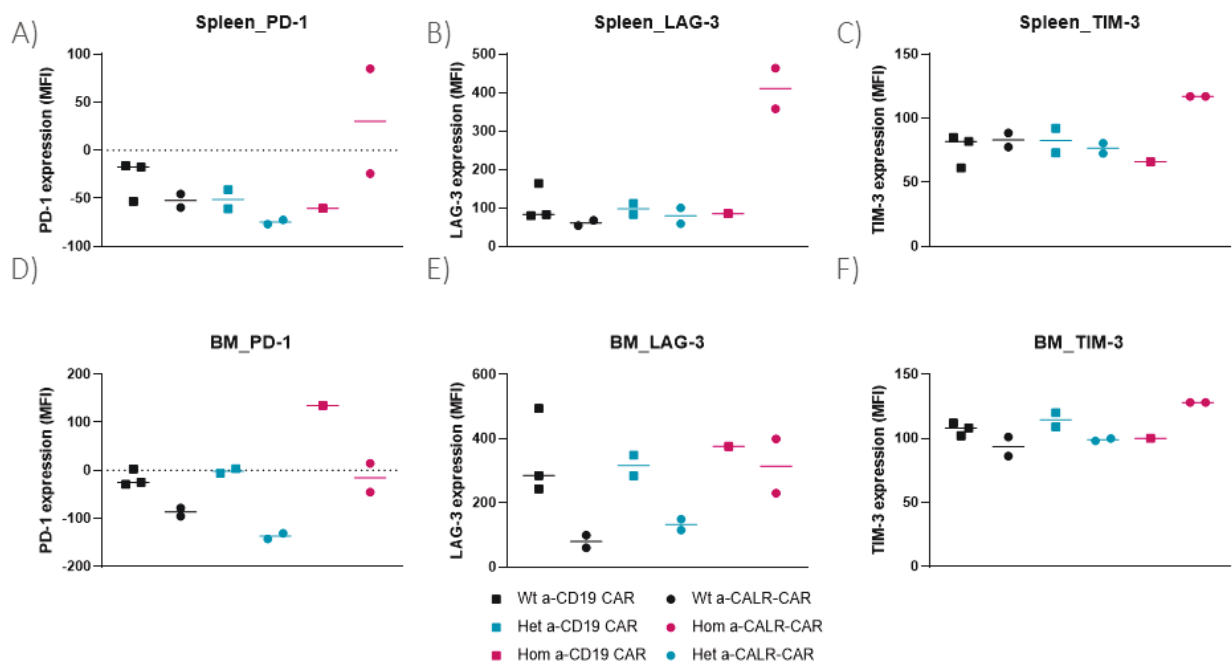 A)
Spleen_PD-1
PD-1 expression (MFI)
100
50
0
-50
-100
B)
Spleen_LAG-3
LAG-3 expression (MFI)
500
400
300
200
100
0
C)
Spleen_TIM-3
TIM-3 expression (MFI)
150
100
50
0
D)
BM_PD-1
PD-1 expression (MFI)
200
100
0
-100
-200
E)
BM_LAG-3
LAG-3 expression (MFI)
600
400
200
0
F)
BM_TIM-3
TIM-3 expression (MFI)
150
100
50
0
Wt a-CD19 CAR
Wt a-CALR-CAR
Het a-CD19 CAR
Hom a-CALR-CAR
Hom a-CD19 CAR
Het a-CALR-CAR